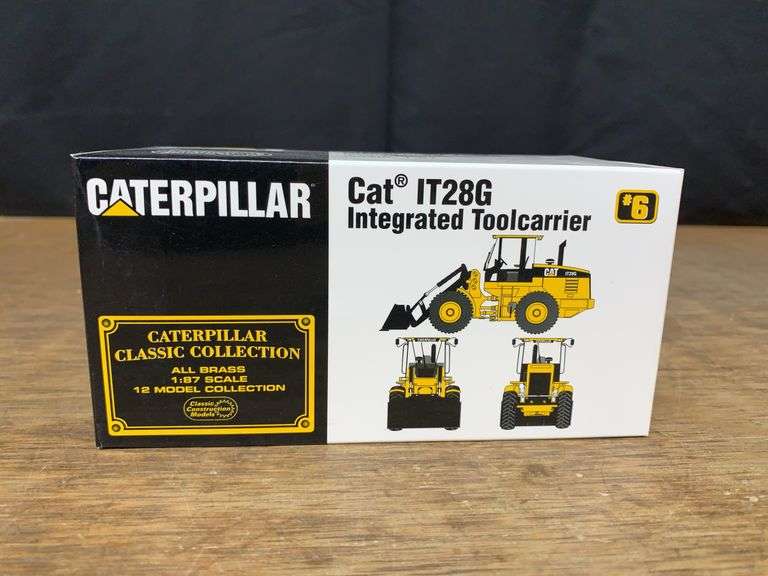 CATERPILLAR
Cat® IT28G
Integrated Toolcarrier
#6
CAT IT28G
CATERPILLAR
CLASSIC COLLECTION
ALL BRASS
1:87 SCALE
12 MODEL COLLECTION
Classic
Construction
Models